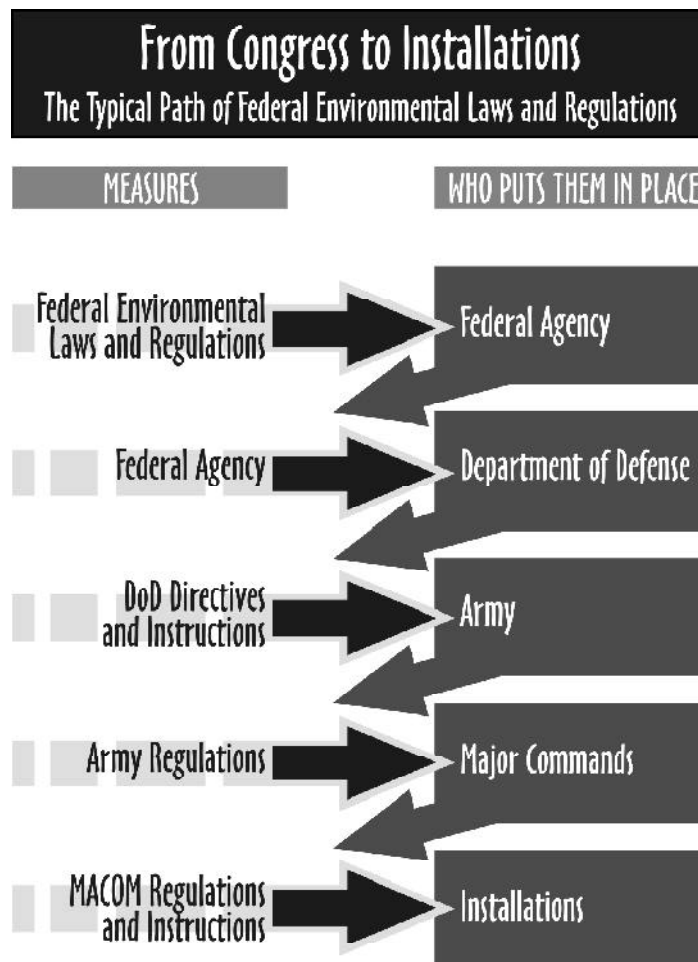 From Congress to Installations
The Typical Path of Federal Environmental Laws and Regulations
MEASURES
WHO PUTS THEM IN PLACE
Federal Environmental
Laws and Regulations
Federal Agency
Federal Agency
Department of Defense
DoD Directives
and Instructions
Army
Army Regulations
Major Commands
MACOM Regulations
and Instructions
Installations